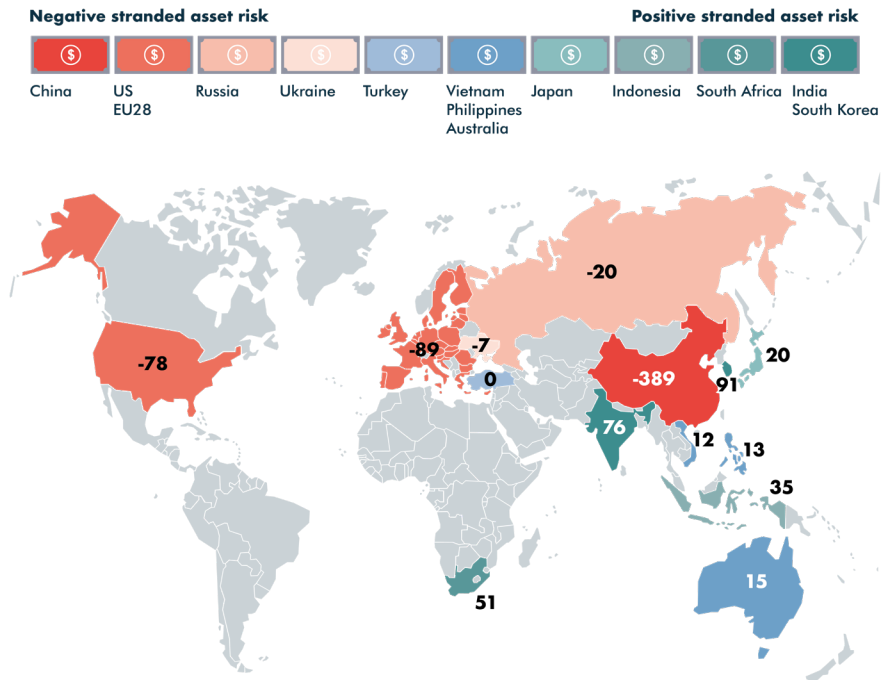 Negative stranded asset risk
Positive stranded asset risk
$ $ $ $ $ $ $ $ $ $
China
US
EU28
Russia
Ukraine
Turkey
Vietnam
Philippines
Australia
Japan
Indonesia
South Africa
India
South Korea
-20
-7
-89
-78
0
20
-389
91
76
12
13
35
15
51